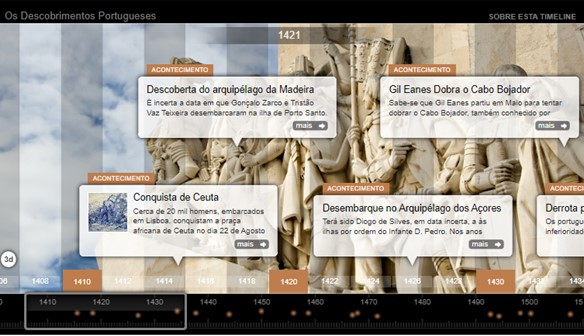 Os Descobrimentos Portugueses
SOBRE ESTA TIMELINE
1421
ACONTECIMENTO
Descoberta do arquipélago da Madeira
É incerta a data em que Gonçalo Zarco e Tristão
Vaz Teixeira desembarcaram na ilha de Porto Santo.
mais
ACONTECIMENTO
Gil Eanes Dobra o Cabo Bojador
Sabe-se que Gil Eanes partiu em Maio para tentar
dobrar o Cabo Bojador, também conhecido por
mais
ACONTECIMENTO
Conquista de Ceuta
Cerca de 20 mil homens, embarcados
em Lisboa, conquistam a praça
africana de Ceuta no dia 22 de Agosto
mais
ACONTECIMENTO
Desembarque no Arquipélago dos Açores
Terá sido Diogo de Silves, em data incerta, a às
ilhas por ordem do Infante D. Pedro. Nos anos
mais
ACONTECI
Derrota p
Os portugue
inferioridade
3d
06 1408 1410 1412 1414 1418 1420 1422 1424 1426 1428 1430 1432 1434
1410 1420 1430 1440 1450 1460 1470 1480 1490 1500